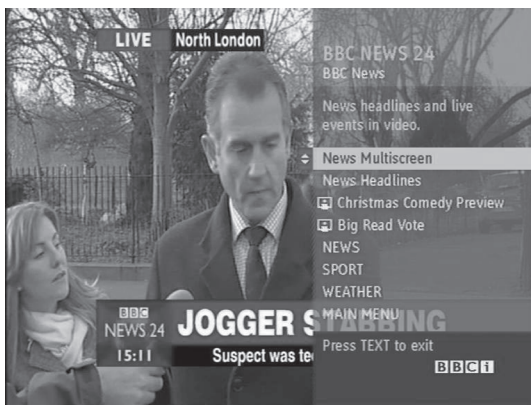 LIVE North London
BBC NEWS 24
BBC News
News headlines and live
events in video.
News Multiscreen
News Headlines
Christmas Comedy Preview
Big Read Vote
NEWS
SPORT
WEATHER
MAIN MENU
Press TEXT to exit
BBCi
BBC
NEWS 24
JOGGER STABBING
15:11
Suspect was